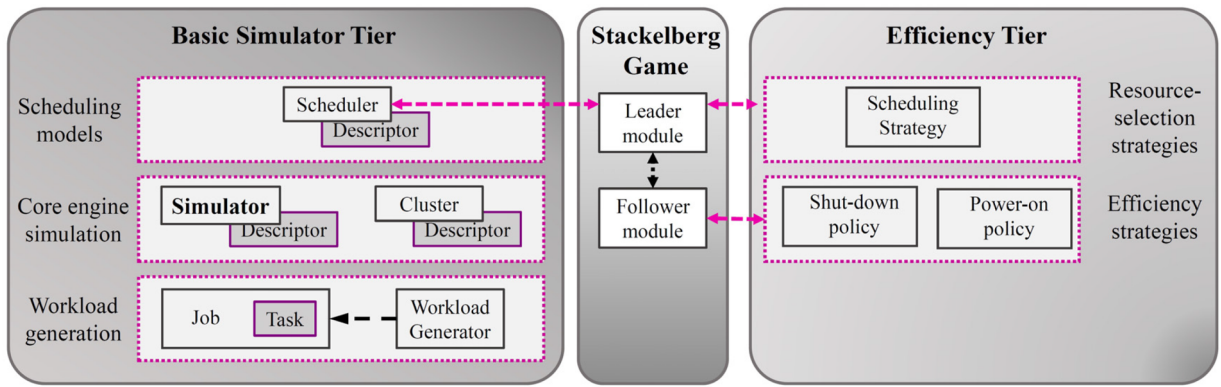 Basic Simulator Tier
Scheduling
models
Scheduler
Descriptor
Core engine
simulation
Simulator
Descriptor
Cluster
Descriptor
Workload
generation
Job
Task
Workload
Generator
Stackelberg
Game
Leader
module
Follower
module
Efficiency Tier
Scheduling
Strategy
Resource-
selection
strategies
Shut-down
policy
Power-on
policy
Efficiency
strategies